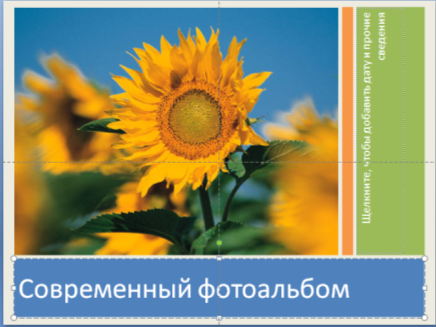 Щелкните, чтобы добавить дату и прочие
сведения
Современный фотоальбом